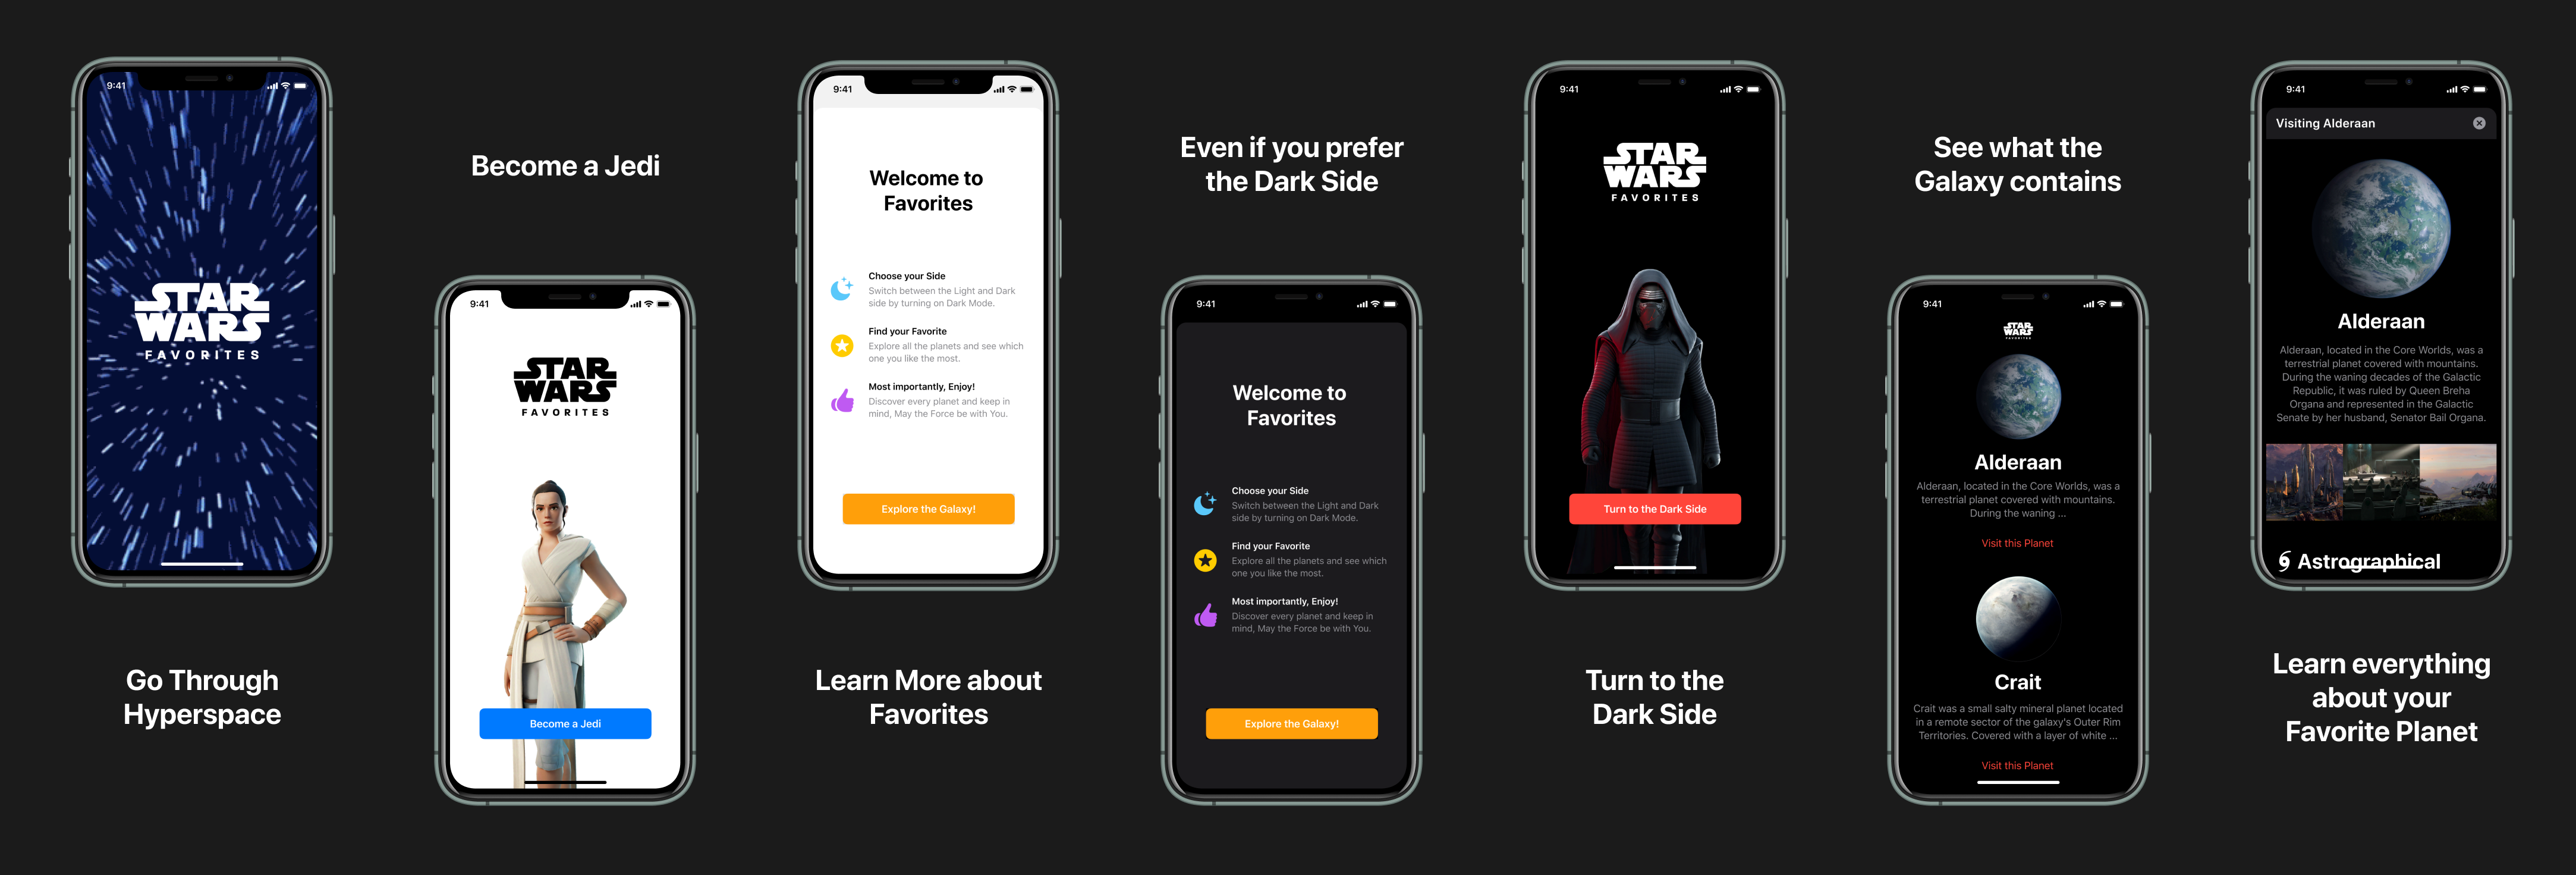 9:41
STAR
WARS
FAVORITES
Go Through
Hyperspace
Become a Jedi
9:41
STAR
WARS
FAVORITES
Become a Jedi
9:41
Welcome to
Favorites
Choose your Side
Switch between the Light and Dark
side by turning on Dark Mode.
Find your Favorite
Explore all the planets and see which
one you like the most.
Most importantly, Enjoy!
Discover every planet and keep in
mind, May the Force be with You.
Explore the Galaxy!
Learn More about
Favorites
Even if you prefer
the Dark Side
9:41
Welcome to
Favorites
Choose your Side
Switch between the Light and Dark
side by turning on Dark Mode.
Find your Favorite
Explore all the planets and see which
one you like the most.
Most importantly, Enjoy!
Discover every planet and keep in
mind, May the Force be with You.
Explore the Galaxy!
9:41
STAR
WARS
FAVORITES
Turn to the Dark Side
Turn to the
Dark Side
See what the
Galaxy contains
9:41
STAR
WARS
FAVORITES
Alderaan
Alderaan, located in the Core Worlds, was a
terrestrial planet covered with mountains.
During the waning ...
Visit this Planet
Crait
Crait was a small salty mineral planet located
in a remote sector of the galaxy's Outer Rim
Territories. Covered with a layer of white ...
Visit this Planet
9:41
Visiting Alderaan
Alderaan
Alderaan, located in the Core Worlds, was a
terrestrial planet covered with mountains.
During the waning decades of the Galactic
Republic, it was ruled by Queen Breha
Organa and represented in the Galactic
Senate by her husband, Senator Bail Organa.
Astrographical
Learn everything
about your
Favorite Planet